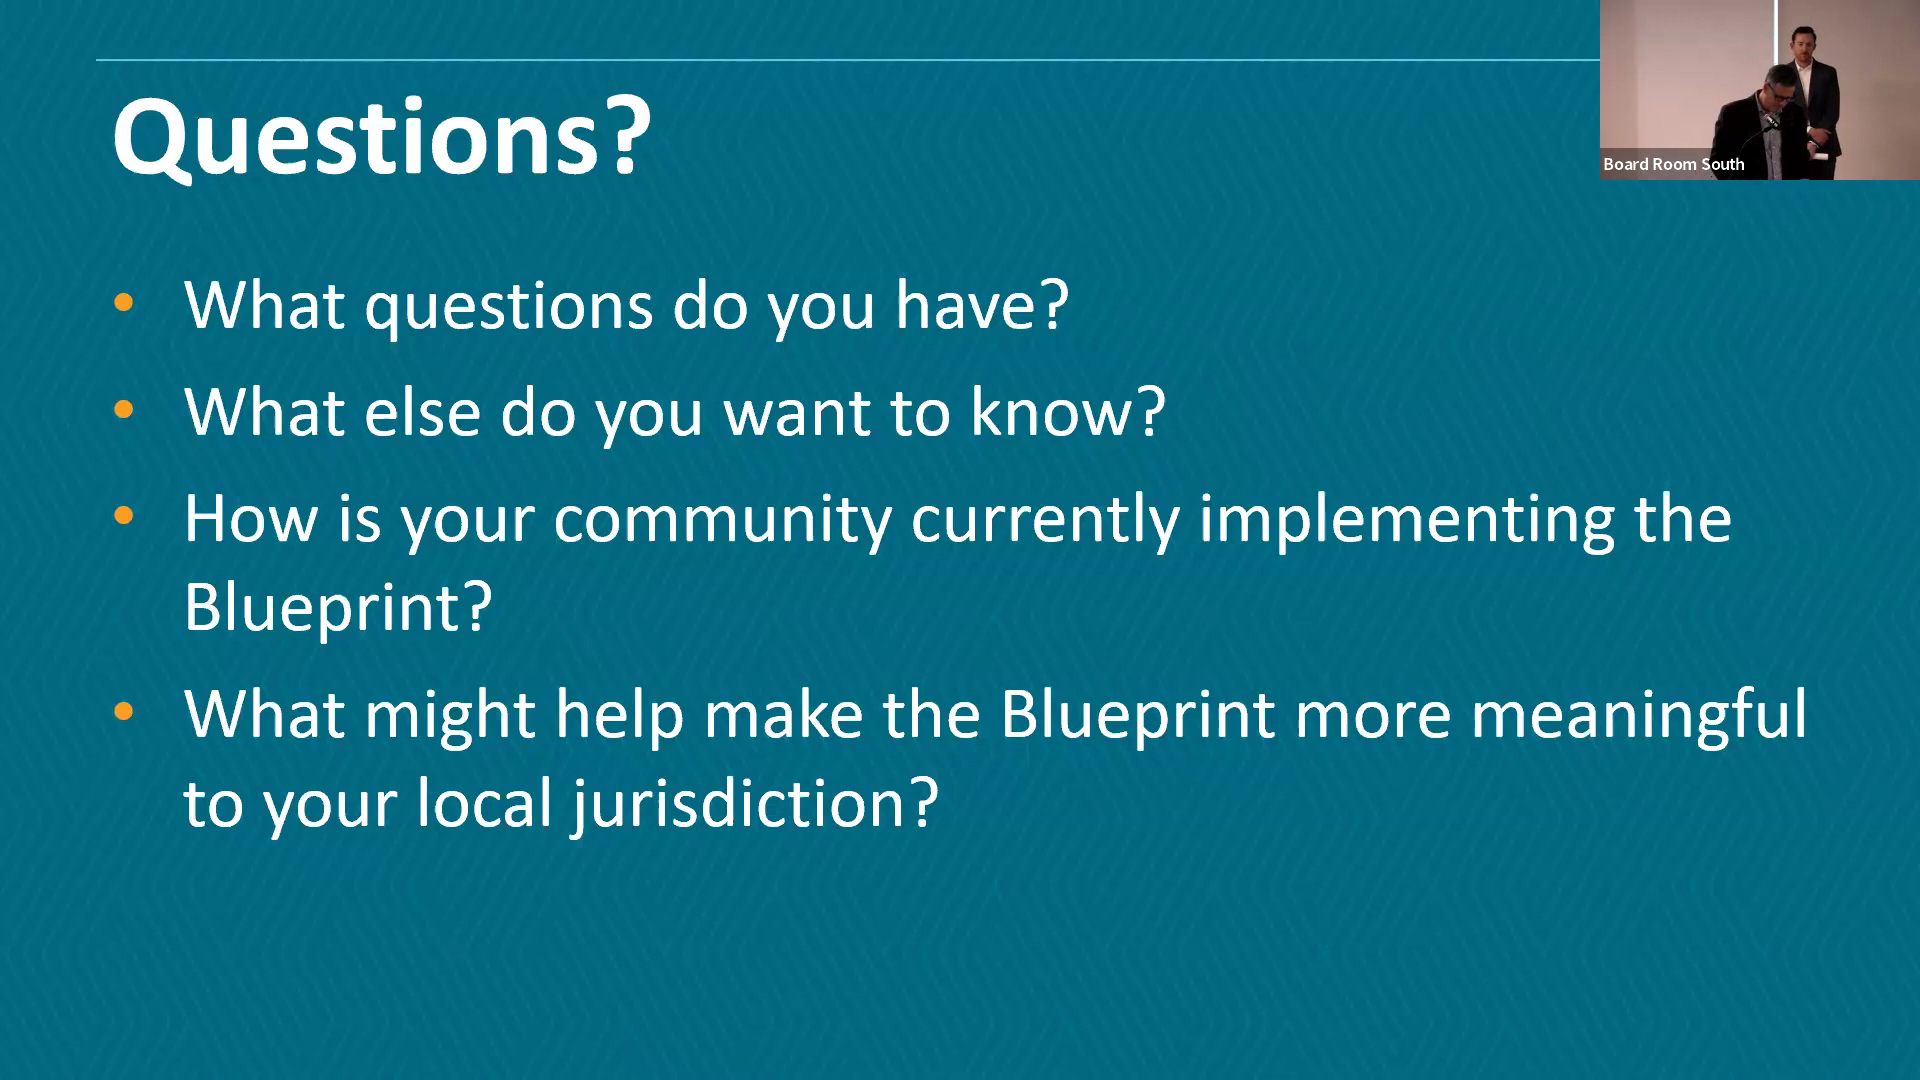 Questions?
Board Room South
• What questions do you have?
• What else do you want to know?
• How is your community currently implementing the
Blueprint?
• What might help make the Blueprint more meaningful
to your local jurisdiction?